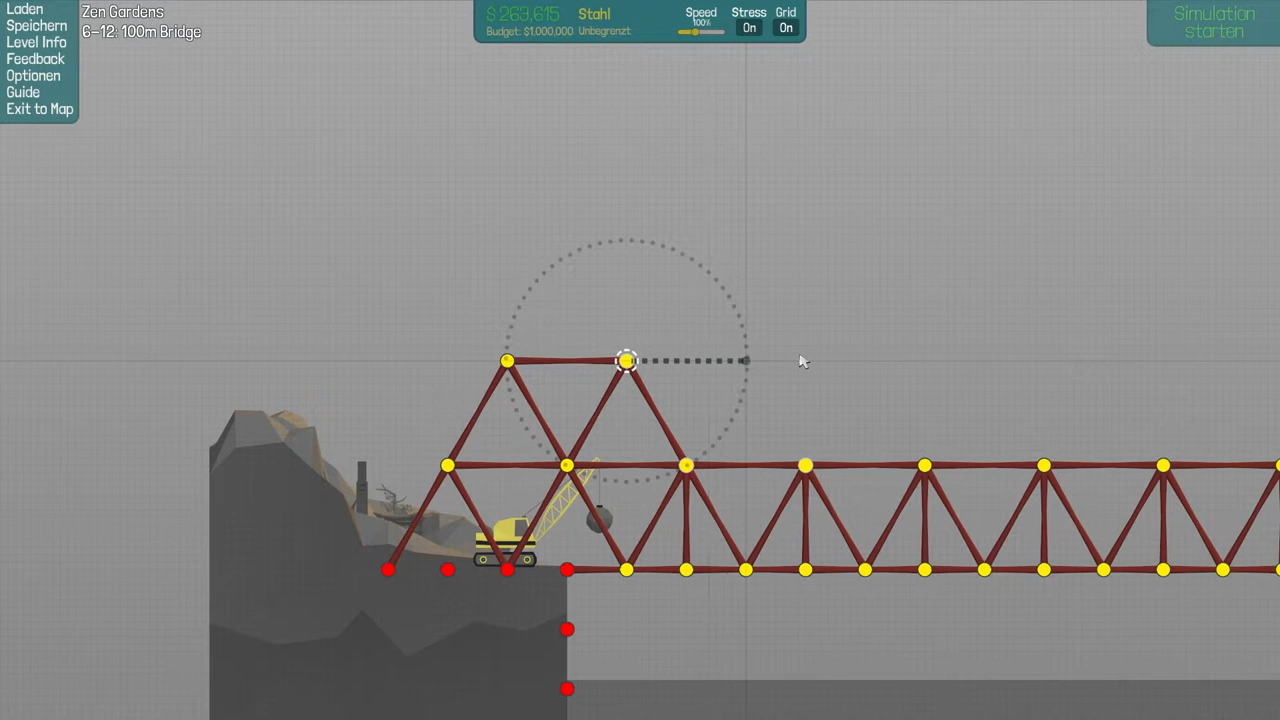 Laden
Speichern
Level Info
Feedback
Optionen
Guide
Exit to Map
Zen Gardens
6-12: 100m Bridge
$ 263,615
Budget: $1,000,000
Stahl
Unbegrenzt
Speed
100%
Stress
On
Grid
On
Simulation
starten